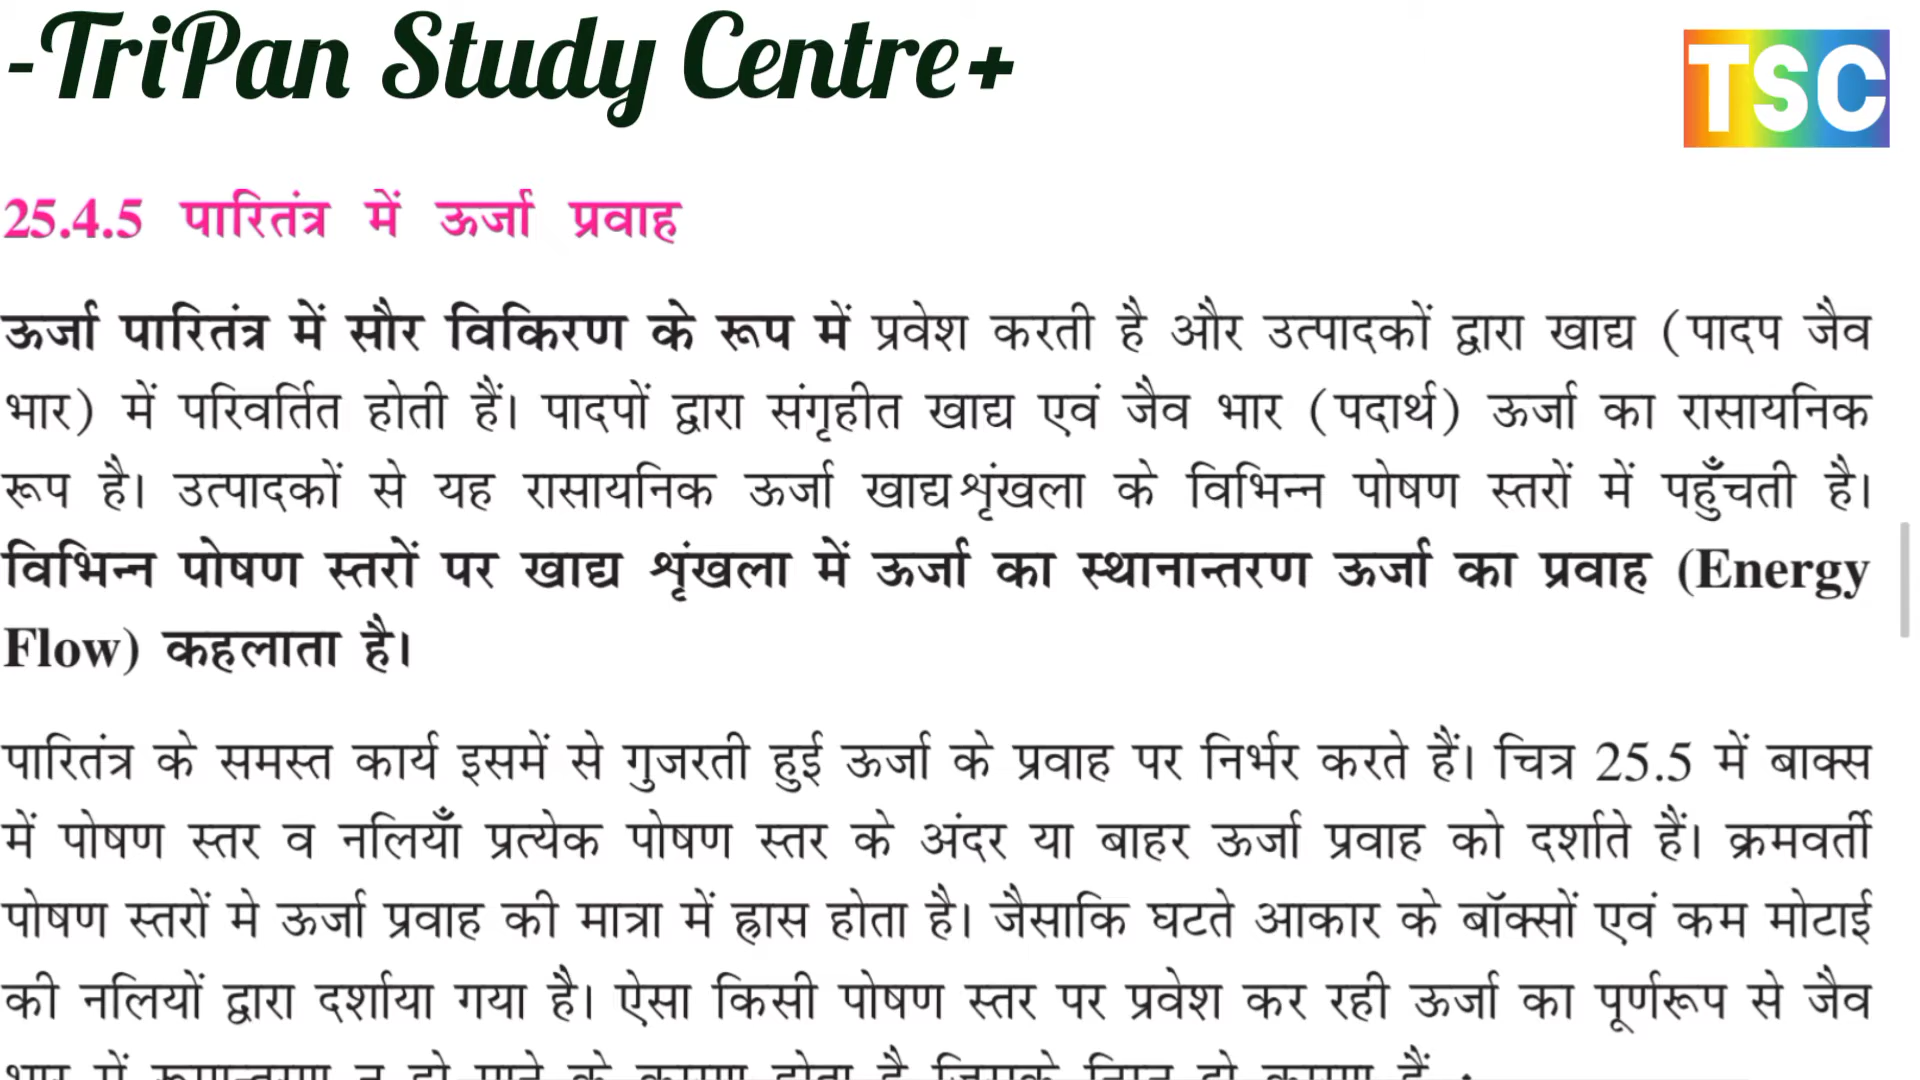 -TriPan Study Centre+
TSC
25.4.5 पारितंत्र में ऊर्जा प्रवाह
ऊर्जा पारितंत्र में सौर विकिरण के रूप में प्रवेश करती है और उत्पादकों द्वारा खाद्य (पादप जैव
भार) में परिवर्तित होती हैं। पादपों द्वारा संगृहीत खाद्य एवं जैव भार (पदार्थ) ऊर्जा का रासायनिक
रूप है। उत्पादकों से यह रासायनिक ऊर्जा खाद्य शृंखला के विभिन्न पोषण स्तरों में पहुँचती है।
विभिन्न पोषण स्तरों पर खाद्य शृंखला में ऊर्जा का स्थानान्तरण ऊर्जा का प्रवाह (Energy
Flow) कहलाता है।
पारितंत्र के समस्त कार्य इसमें से गुजरती हुई ऊर्जा के प्रवाह पर निर्भर करते हैं। चित्र 25.5 में बाक्स
में पोषण स्तर व नलियाँ प्रत्येक पोषण स्तर के अंदर या बाहर ऊर्जा प्रवाह को दर्शाते हैं। क्रमवर्ती
पोषण स्तरों मे ऊर्जा प्रवाह की मात्रा में ह्रास होता है। जैसाकि घटते आकार के बॉक्सों एवं कम मोटाई
की नलियों द्वारा दर्शाया गया है। ऐसा किसी पोषण स्तर पर प्रवेश कर रही ऊर्जा का पूर्णरूप से जैव